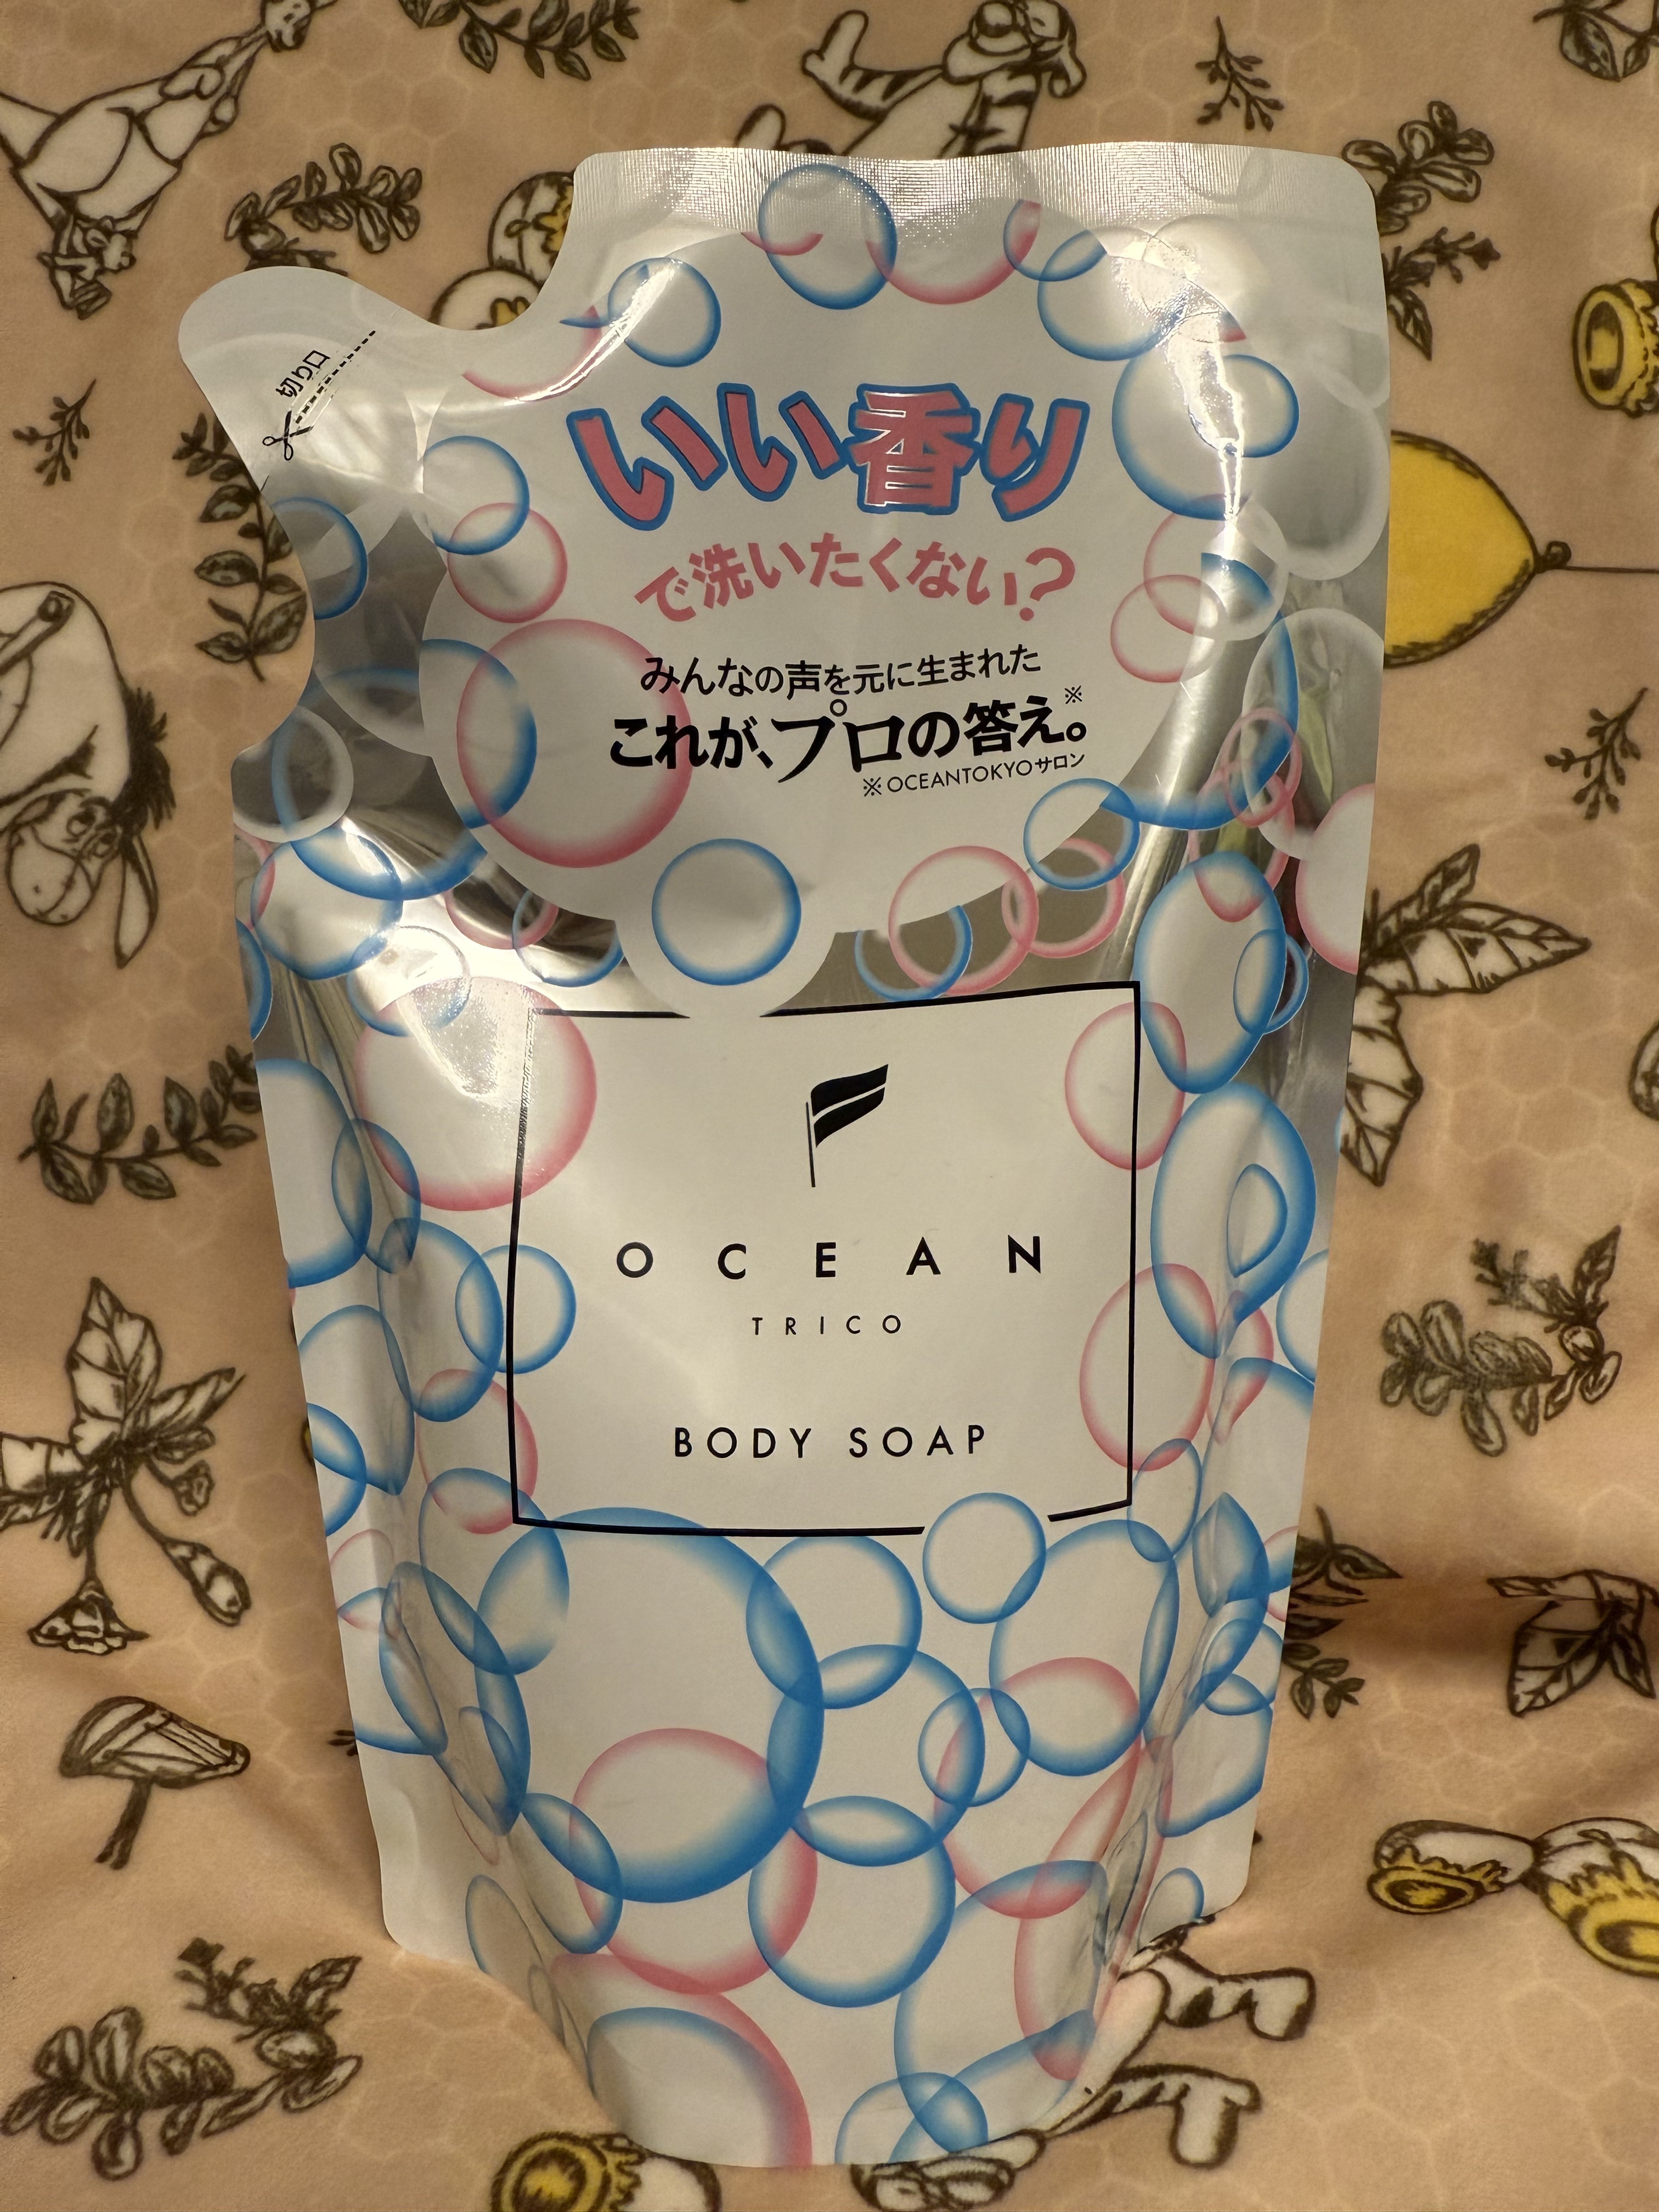 切り口
いい香り
で洗いたくない?
みんなの声を元に生まれた
これが、プロの答え。※
※OCEANTOKYOサロン
OCEAN
TRICO
BODY SOAP